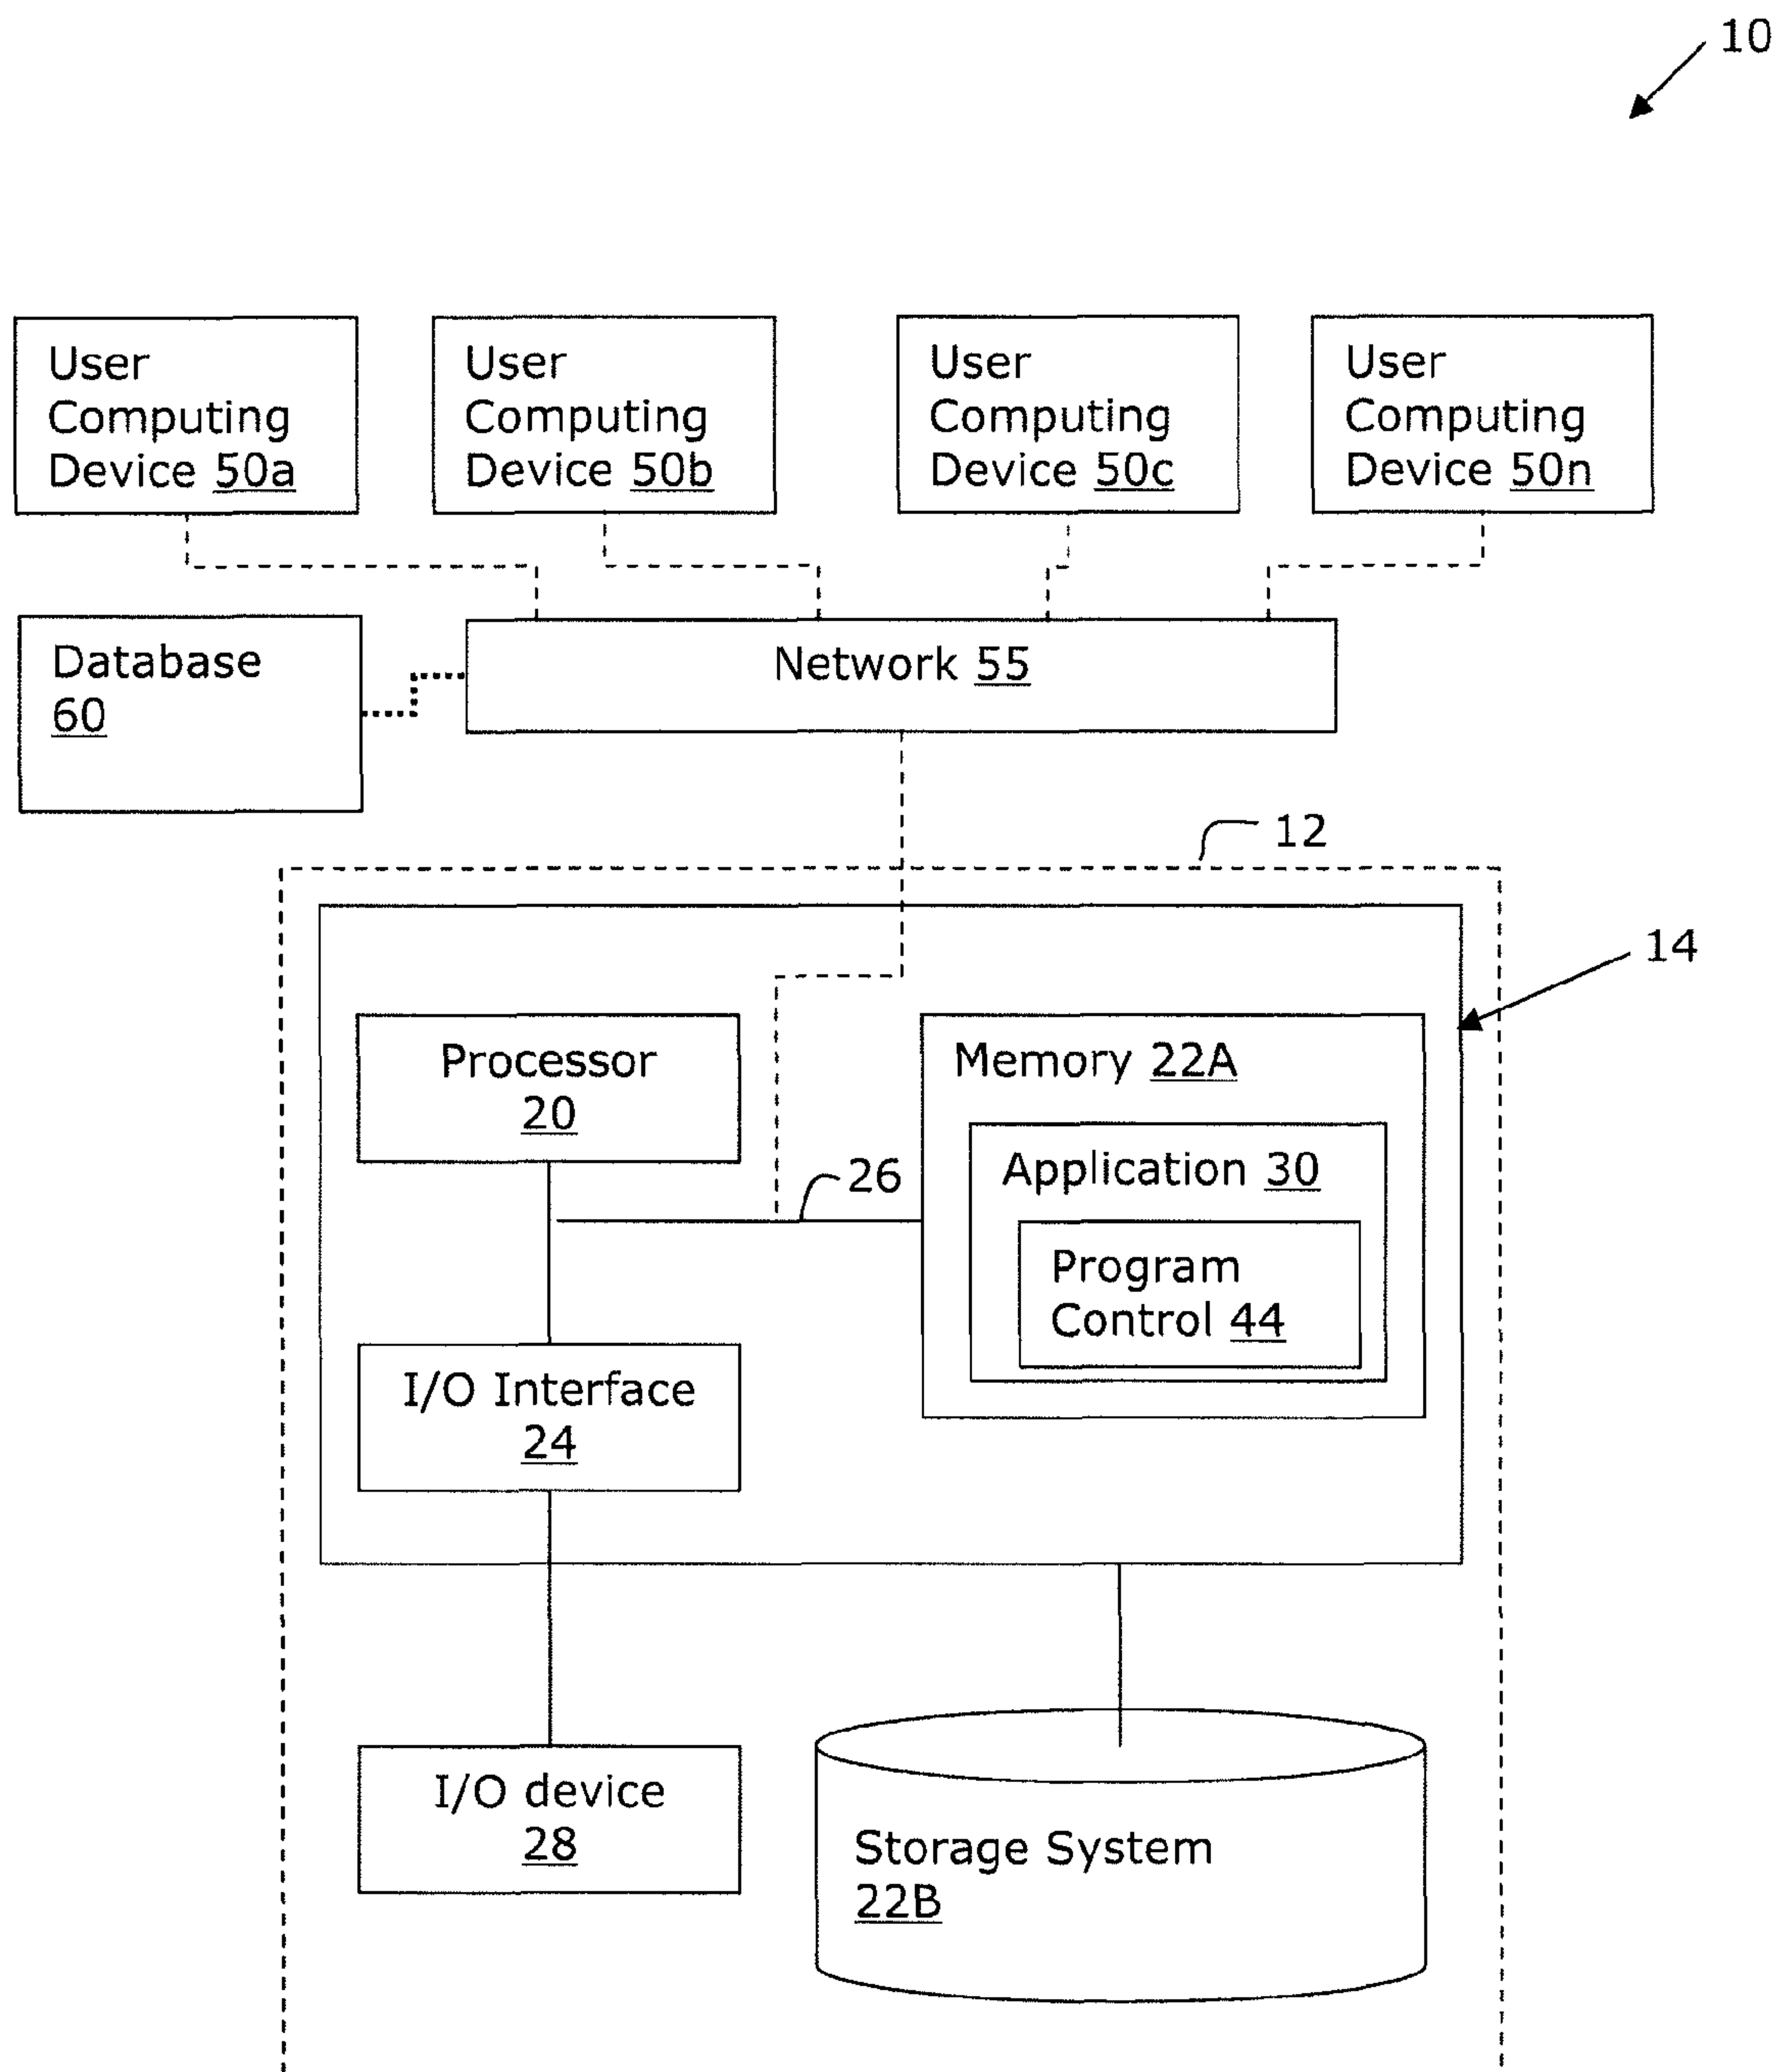 10
User
Computing
Device 50a
User
Computing
Device 50b
User
Computing
Device 50c
User
Computing
Device 50n
Database
60
Network 55
12
14
Processor
20
Memory 22A
Application 30
26
Program
Control 44
I/O Interface
24
I/O device
28
Storage System
22B